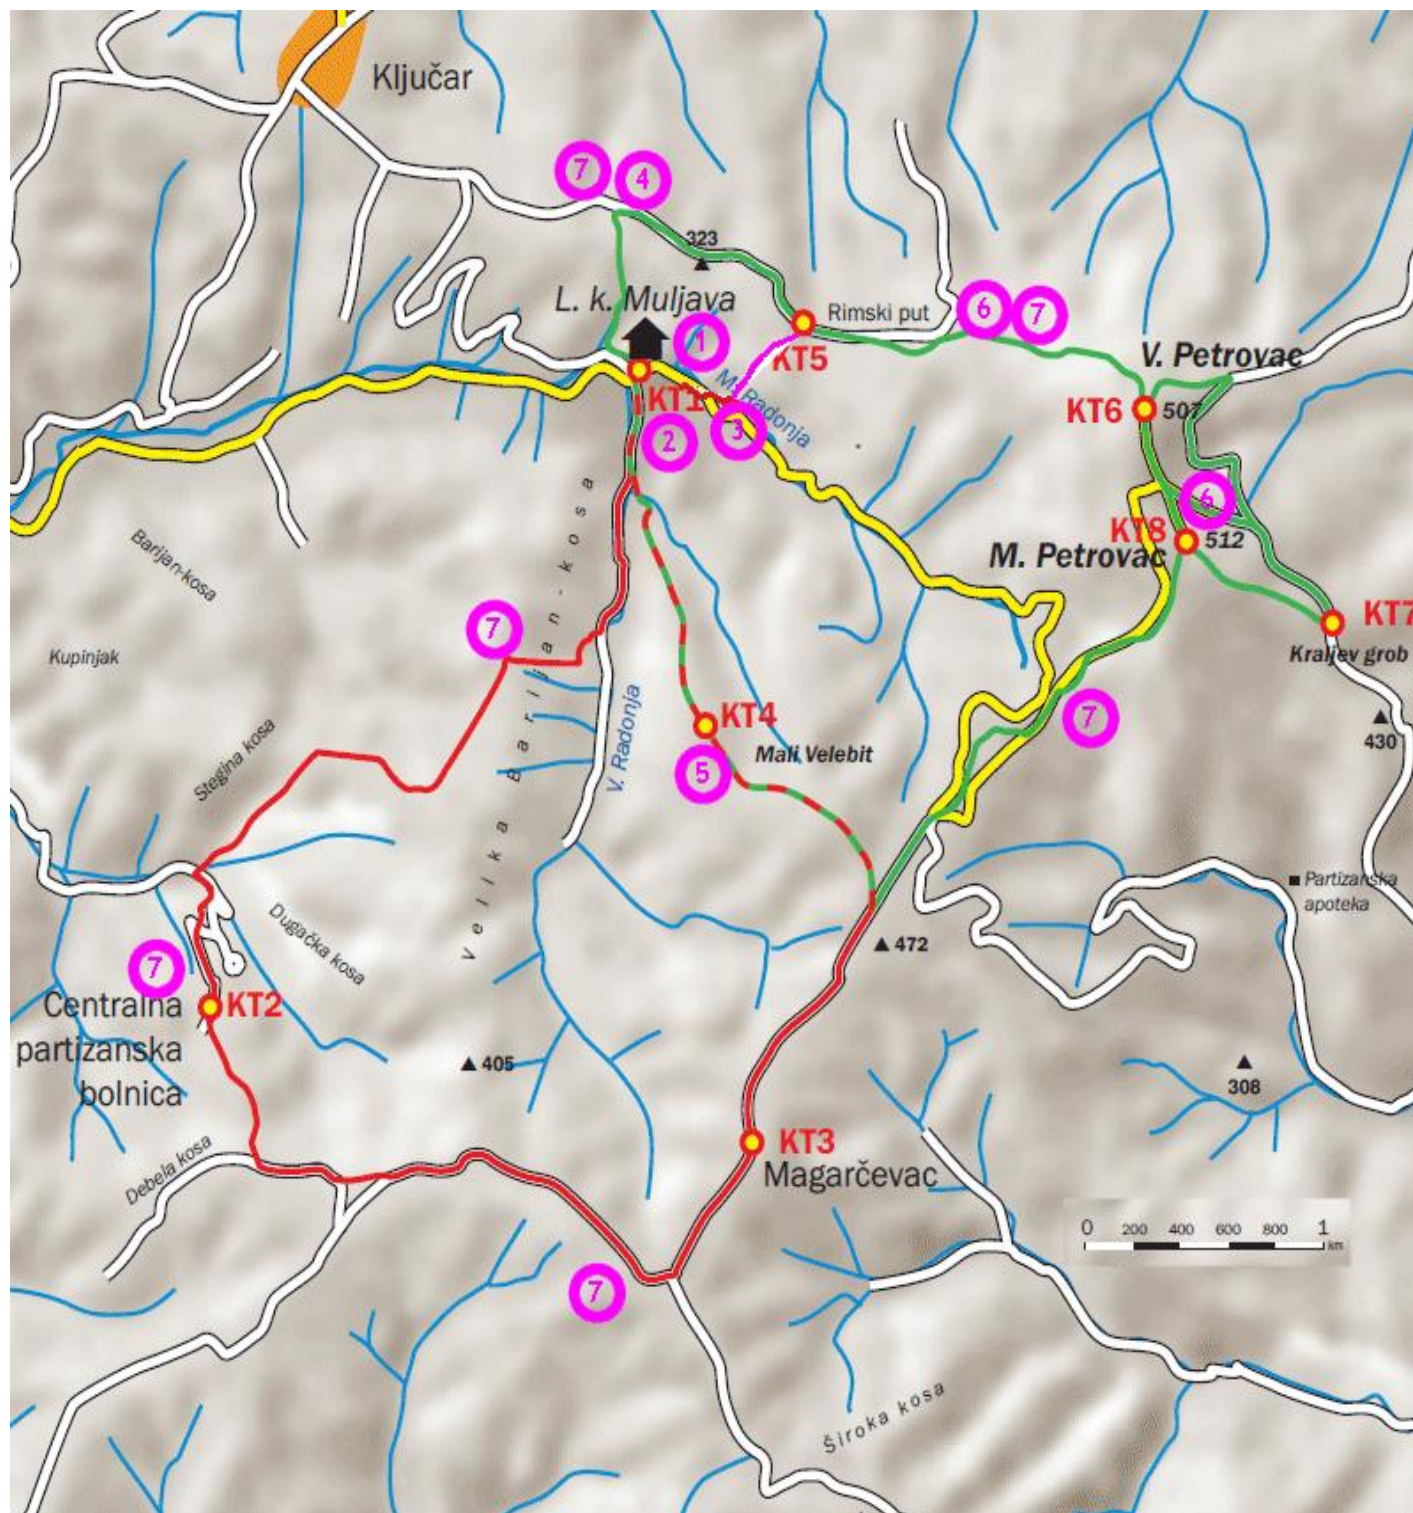 Ključar
7
4
323
L. k. Muljava
1
Rimski put
6
7
KT5
V. Petrovac
M. Radonja
KT1
KT6
507
2
3
Barijan-kosa
6
KT8
512
M. Petrovac
KT7
7
Kraljev grob
Kupinjak
Velika Barijan-kosa
V. Radonja
KT4
7
430
Stegina kosa
Mali Velebit
5
Partizanska
apoteka
Dugačka kosa
472
7
Centralna
partizanska
bolnica
KT2
405
308
KT3
Magarčevac
Debela kosa
0 200 400 600 800 1
km
7
Široka kosa